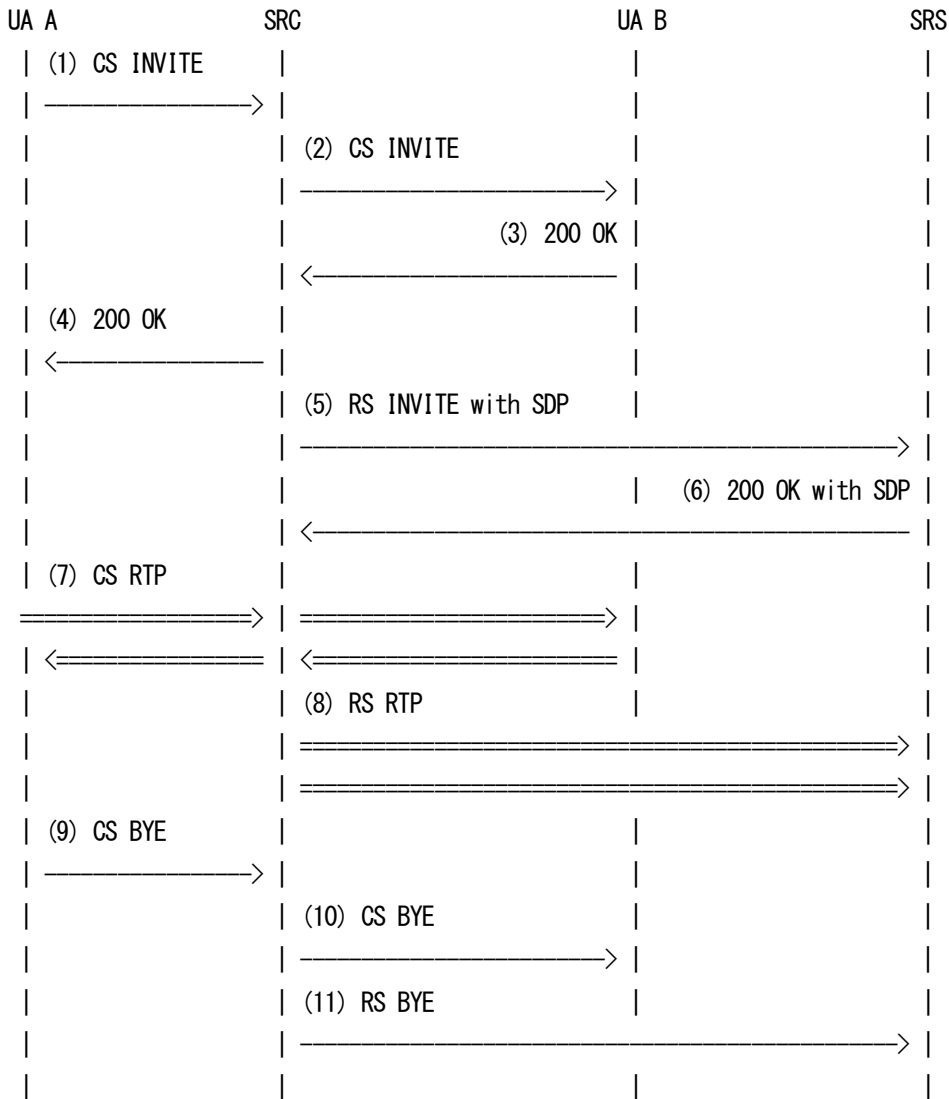 UA A SRC UA B SRS
(1) CS INVITE
(2) CS INVITE
(3) 200 OK
(4) 200 OK
(5) RS INVITE with SDP
(6) 200 OK with SDP
(7) CS RTP
(8) RS RTP
(9) CS BYE
(10) CS BYE
(11) RS BYE